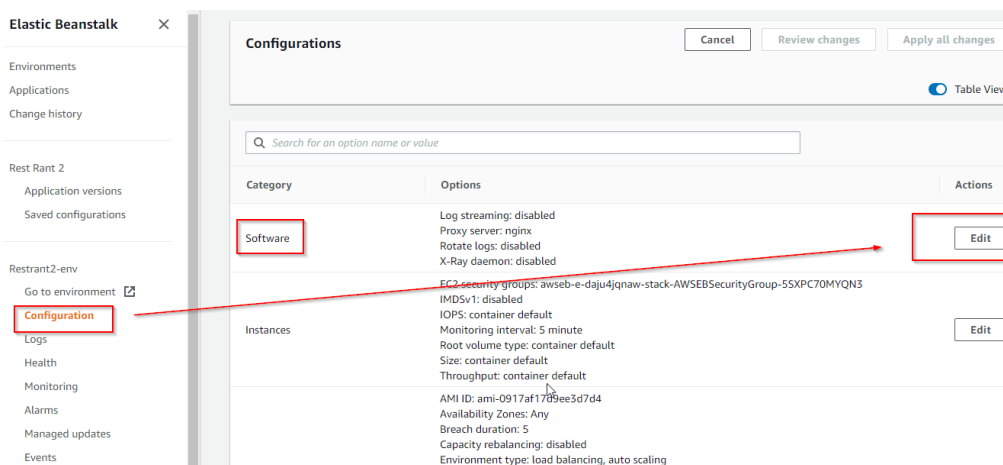 Elastic Beanstalk
Environments
Applications
Change history
Rest Rant 2
Application versions
Saved configurations
Restrant2-env
Go to environment
Configuration
Logs
Health
Monitoring
Alarms
Managed updates
Events
Configurations
Cancel
Review changes
Apply all changes
Table View
Search for an option name or value
Category
Options
Actions
Software
Log streaming: disabled
Proxy server: nginx
Rotate logs: disabled
X-Ray daemon: disabled
Edit
Instances
EC2 security groups: awseb-e-daju4jqnaw-stack-AWSEBSecurityGroup-5SXPC70MYQN3
IMDSv1: disabled
IOPS: container default
Monitoring interval: 5 minute
Root volume type: container default
Size: container default
Throughput: container default
Edit
AMI ID: ami-0917af17d9ee3d7d4
Availability Zones: Any
Breach duration: 5
Capacity rebalancing: disabled
Environment type: load balancing, auto scaling